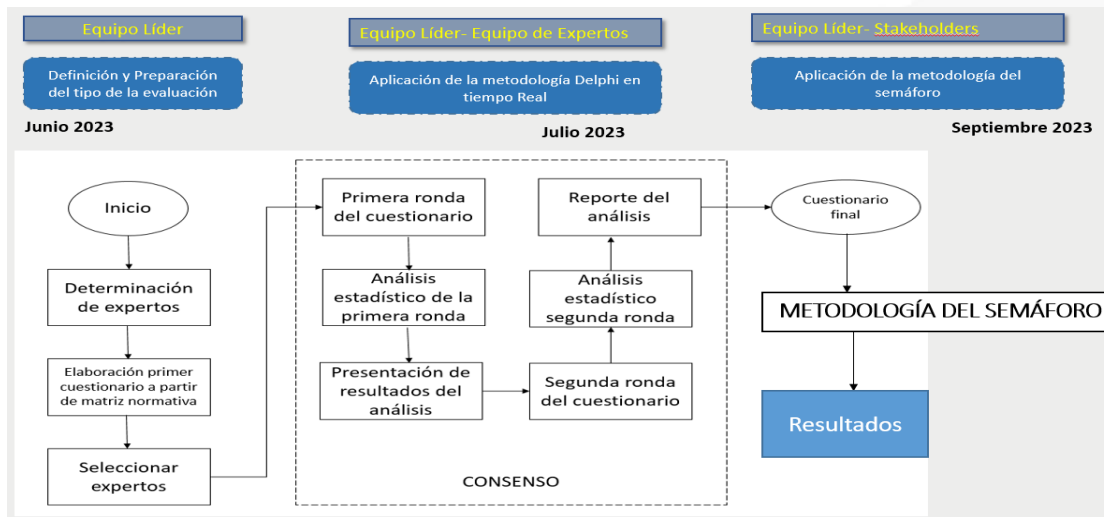 Equipo Líder
Definición y Preparación
del tipo de la evaluación
Junio 2023
Equipo Líder- Equipo de Expertos
Aplicación de la metodología Delphi en
tiempo Real
Julio 2023
Equipo Líder- Stakeholders
Aplicación de la metodología del
semáforo
Septiembre 2023
Inicio
Determinación
de expertos
Elaboración primer
cuestionario a partir
de matriz normativa
Seleccionar
expertos
Primera ronda
del cuestionario
Análisis
estadístico de la
primera ronda
Presentación de
resultados del
análisis
Segunda ronda
del cuestionario
Análisis
estadístico
segunda ronda
Reporte del
análisis
CONSENSO
Cuestionario
final
METODOLOGÍA DEL SEMÁFORO
Resultados